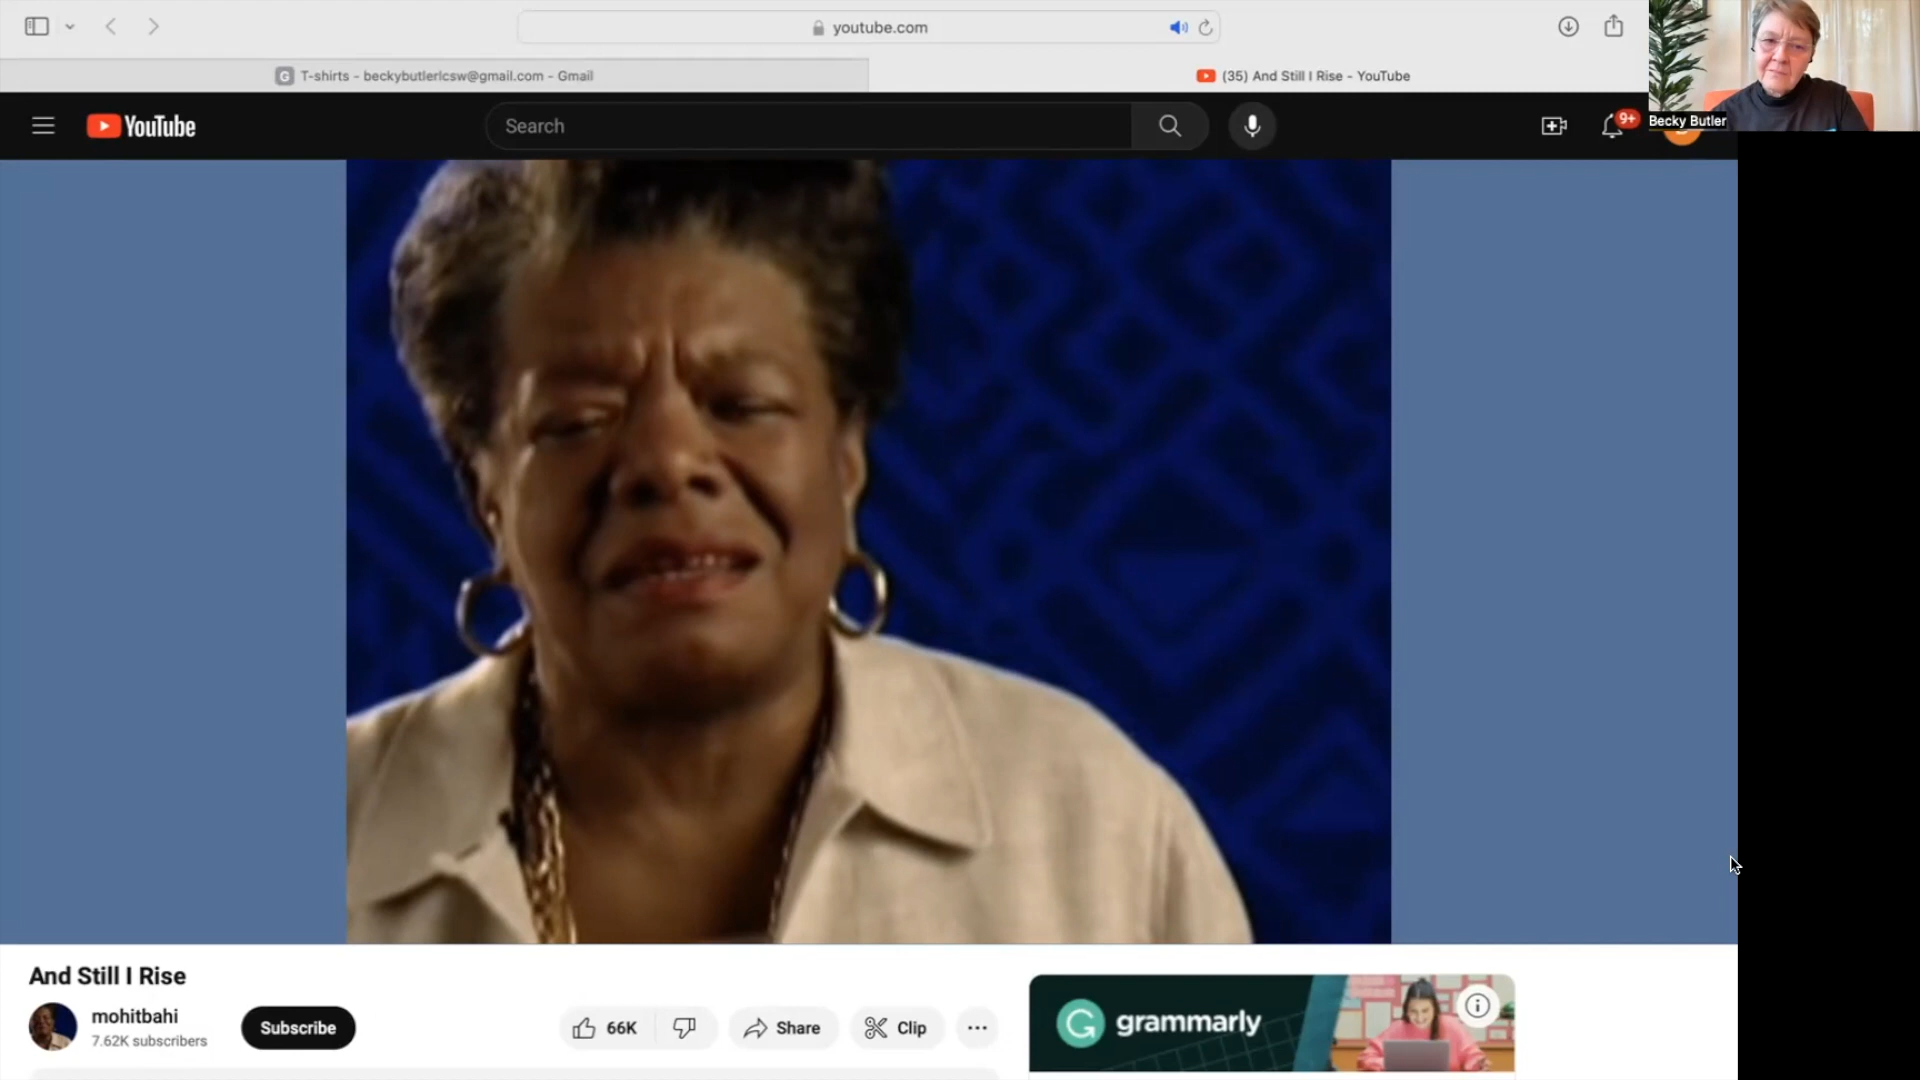 youtube.com
G T-shirts - beckybutlerlcsw@gmail.com - Gmail
(35) And Still I Rise - YouTube
Becky Butler
YouTube
Search
9+
And Still I Rise
mohitbahi
7.62K subscribers
Subscribe
66K
Share
Clip
grammarly